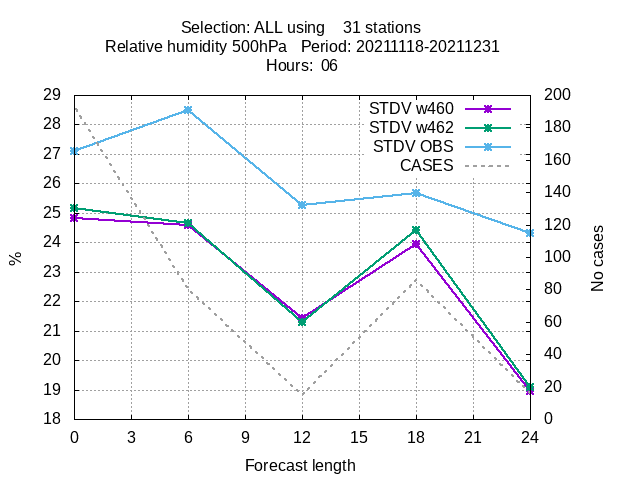 Selection: ALL using    31 stations
Relative humidity 500hPa   Period: 20211118-20211231
Hours:  06
STDV w460
STDV w462
STDV OBS
CASES
29
28
27
26
25
24
23
22
21
20
19
18
%
200
180
160
140
120
100
80
60
40
20
0
No cases
0 3 6 9 12 15 18 21 24
Forecast length